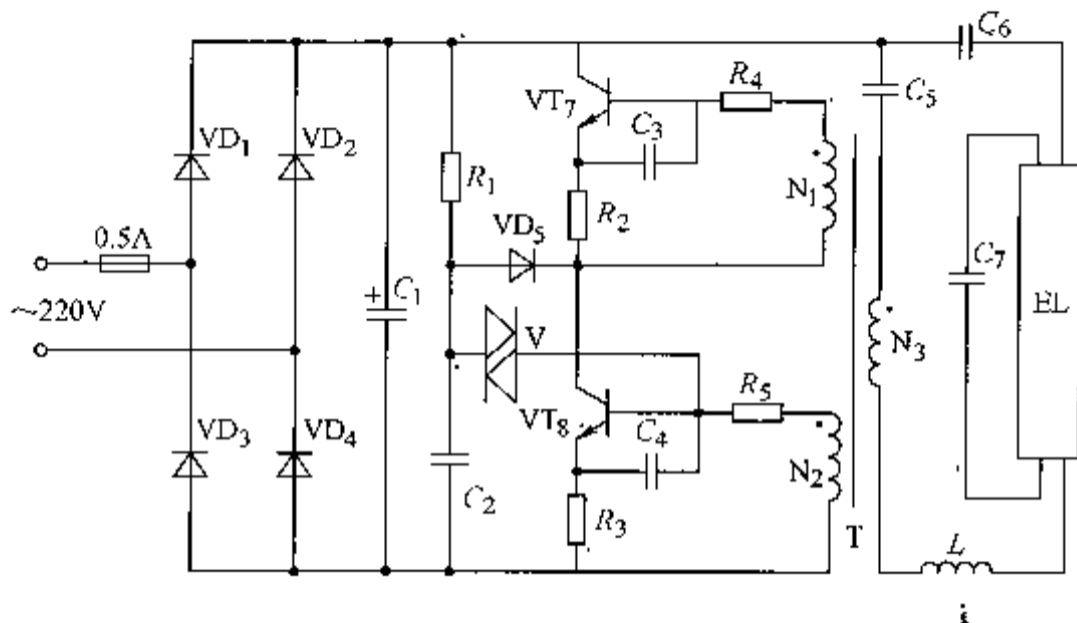 C₆
R₄
C₅
VT₇
C₃
VD₁
VD₂
R₁
N₁
R₂
VD₅
0.5A
C₇
C₁
+
EL
～220V
V
N₃
R₅
VT₈
C₄
VD₃
VD₄
N₂
C₂
R₃
T
L